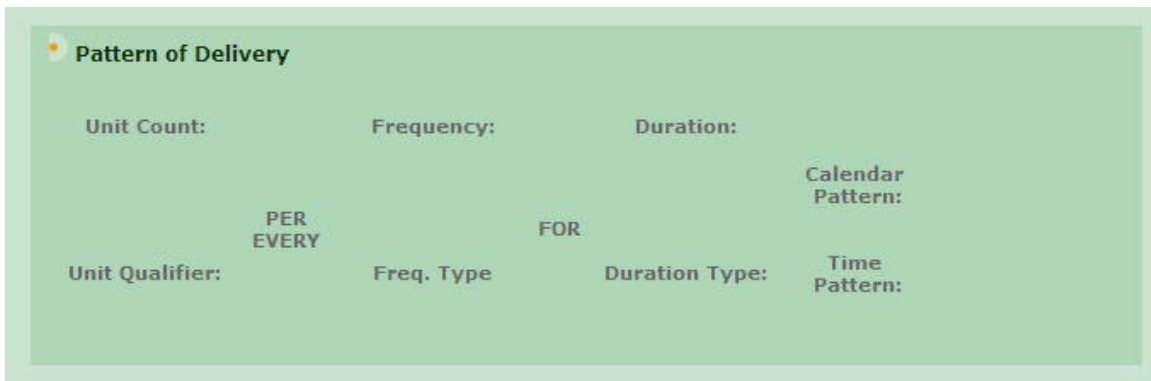 Pattern of Delivery
Unit Count: Frequency: Duration:
Calendar
Pattern:
PER
EVERY
FOR
Unit Qualifier: Freq. Type Duration Type:
Time
Pattern: